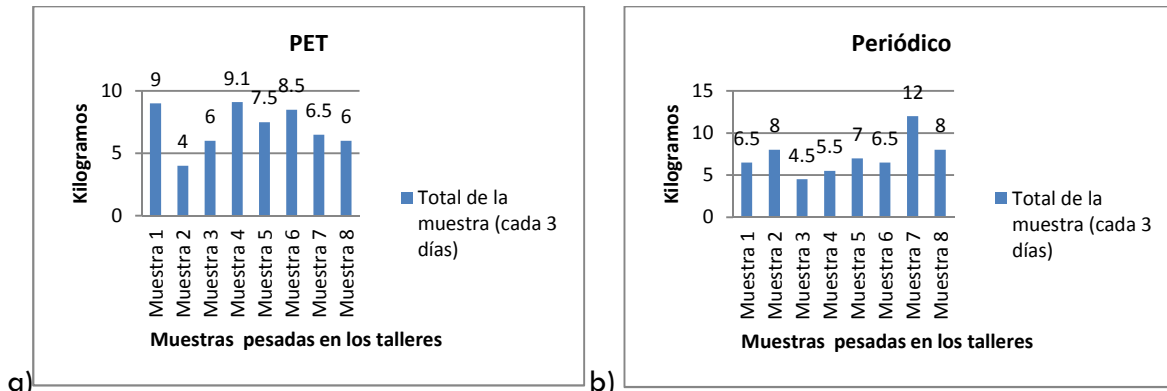 PET
Kilogramos
10
5
0
9
4
6
9.1
7.5
8.5
6.5
6
Muestra 1
Muestra 2
Muestra 3
Muestra 4
Muestra 5
Muestra 6
Muestra 7
Muestra 8
Muestras pesadas en los talleres
Total de la
muestra (cada 3
días)
a)
Periódico
Kilogramos
15
10
5
0
6.5
8
4.5
5.5
7
6.5
12
8
Muestra 1
Muestra 2
Muestra 3
Muestra 4
Muestra 5
Muestra 6
Muestra 7
Muestra 8
Muestras pesadas en los talleres
Total de la
muestra (cada 3
días)
b)